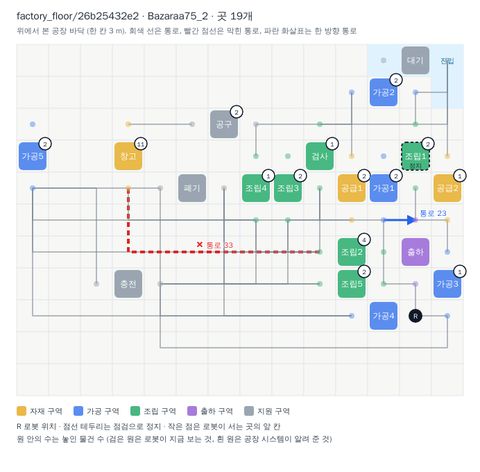 factory_floor/26b25432e2 · Bazaraa75_2 · 곳 19개
위에서 본 공장 바닥 (한 칸 3 m). 회색 선은 통로, 빨간 점선은 막힌 통로, 파란 화살표는 한 방향 통로
대기
진입
가공2 2
공구 2
가공5 2
창고 11
검사 1
조립1 2
정지
폐기
조립4 1
조립3 2
공급1 2
가공1 2
공급2 1
통로 23
✕ 통로 33
조립2 4
출하
충전
조립5 2
가공3 1
가공4
R
자재 구역
가공 구역
조립 구역
출하 구역
지원 구역
R 로봇 위치 · 점선 테두리는 점검으로 정지 · 작은 점은 로봇이 서는 곳의 앞 칸
원 안의 수는 놓인 물건 수 (검은 원은 로봇이 지금 보는 것, 흰 원은 공장 시스템이 알려 준 것)